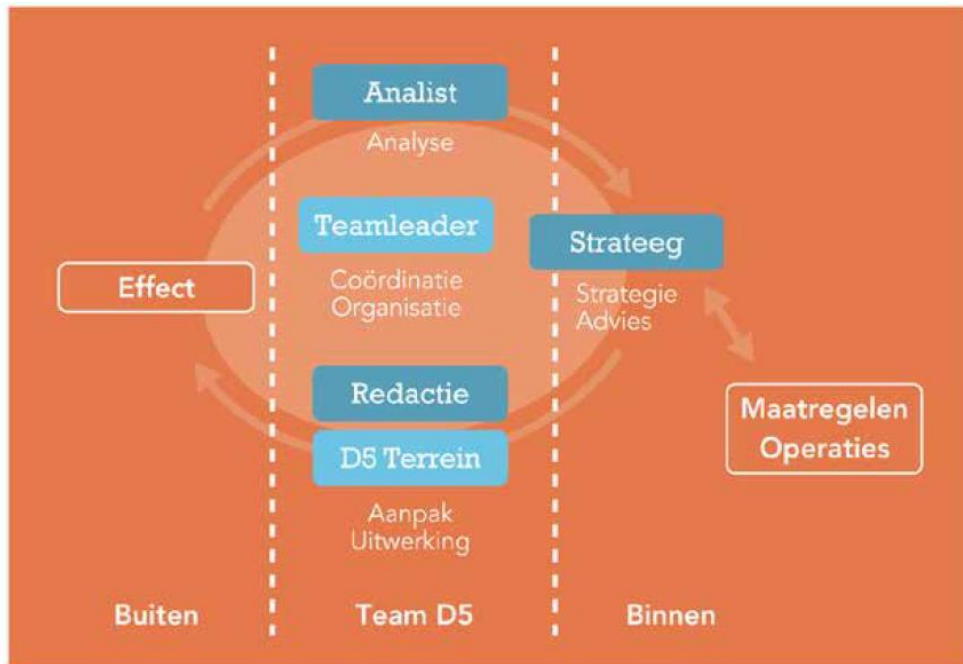 Analist
Analyse
Teamleader
Coördinatie
Organisatie
Strateeg
Strategie
Advies
Effect
Redactie
D5 Terrein
Aanpak
Uitwerking
Maatregelen
Operaties
Buiten
Team D5
Binnen